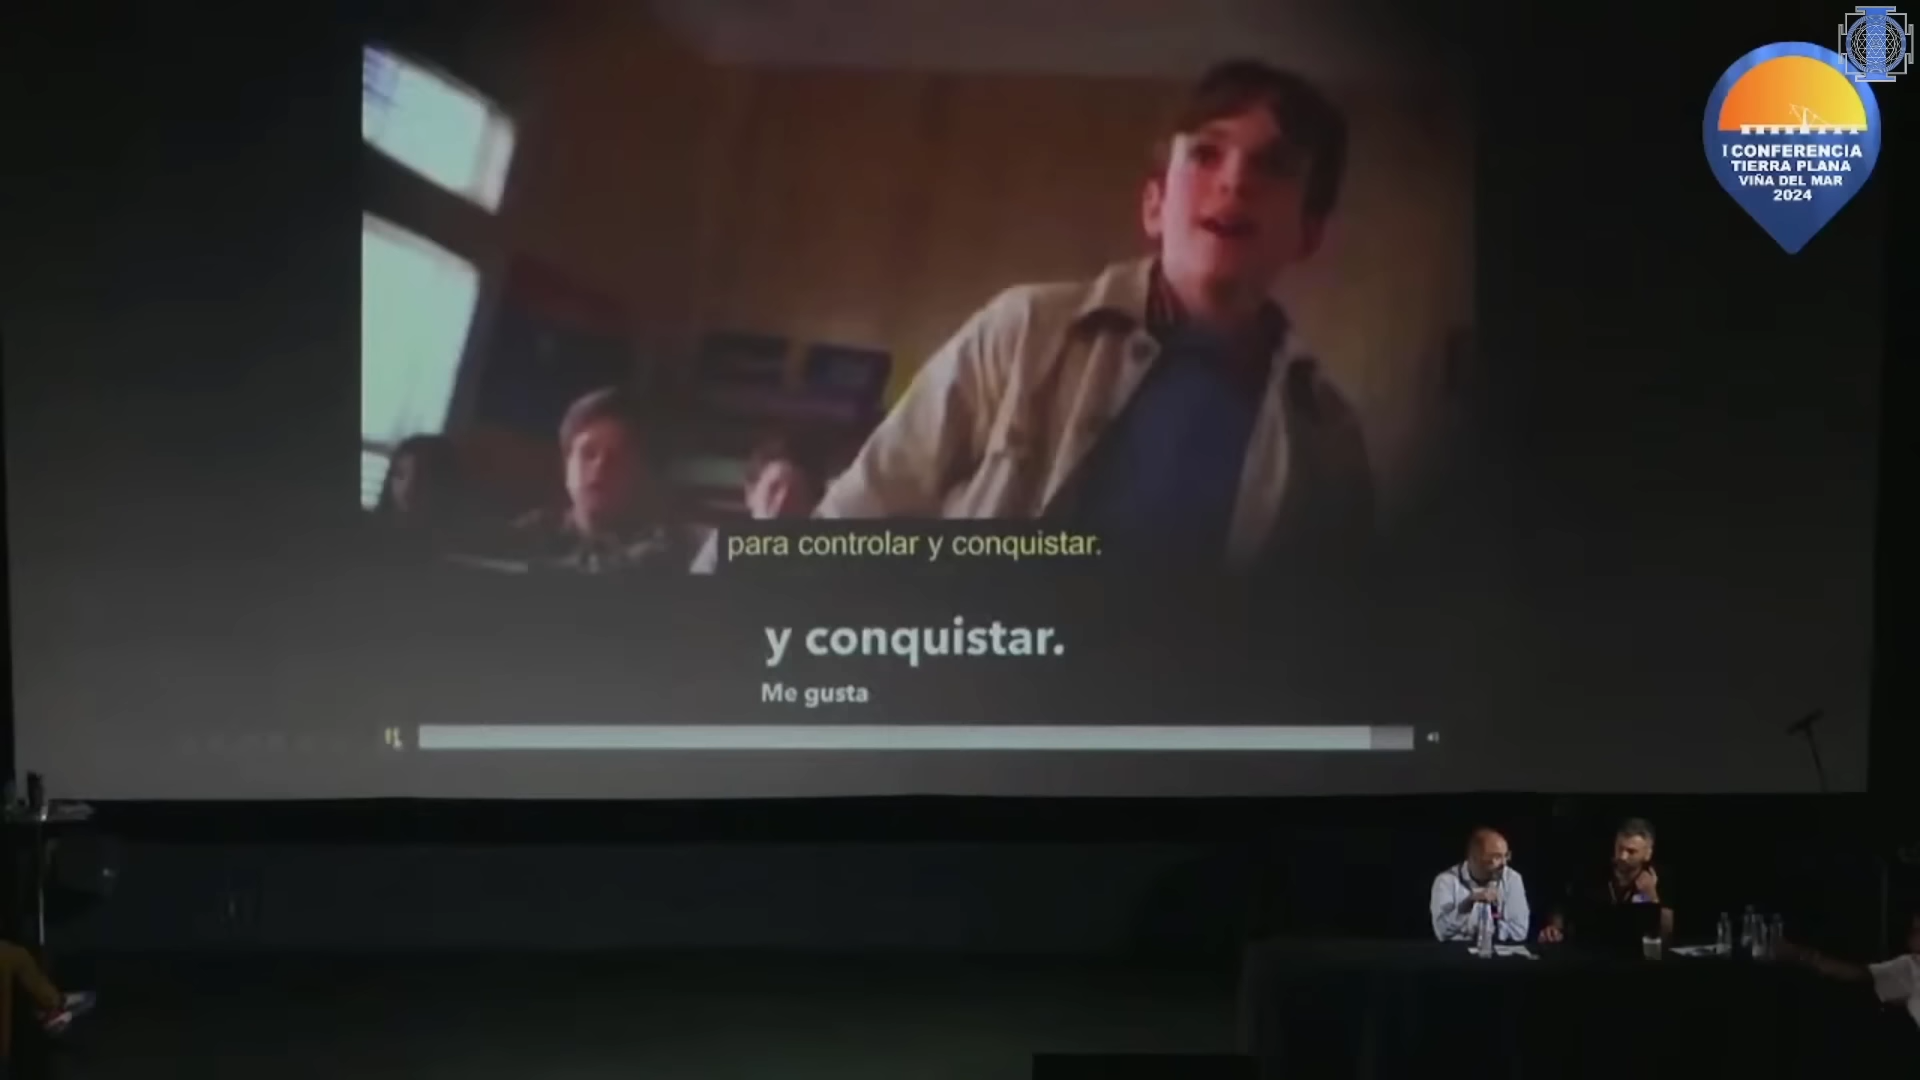 I CONFERENCIA
TIERRA PLANA
VIÑA DEL MAR
2024
para controlar y conquistar.
y conquistar.
Me gusta